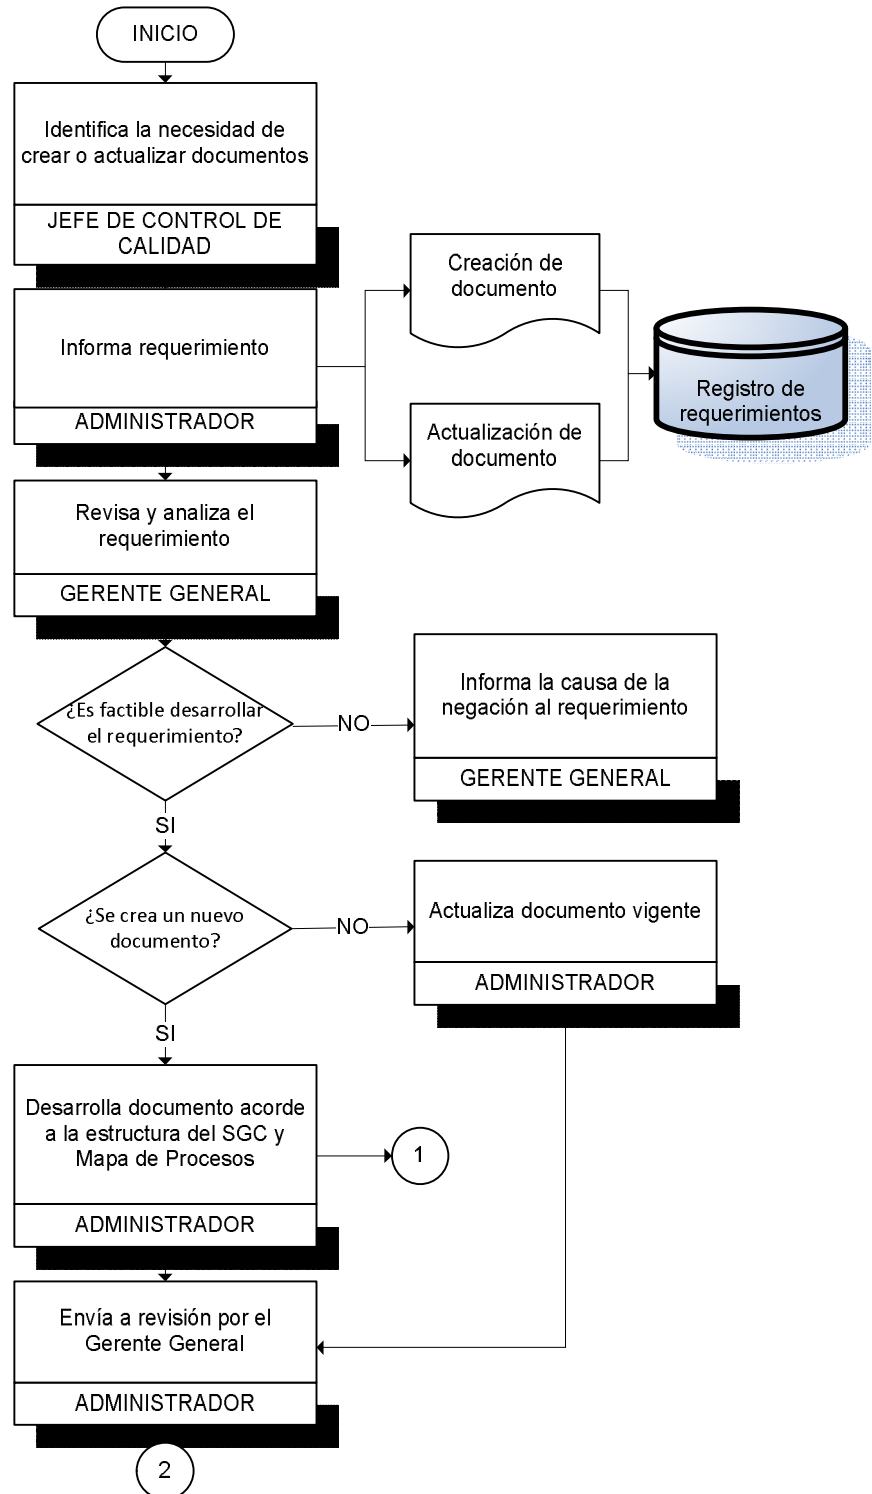 INICIO
Identifica la necesidad de
crear o actualizar documentos
JEFE DE CONTROL DE
CALIDAD
Informa requerimiento
ADMINISTRADOR
Creación de
documento
Actualización de
documento
Registro de
requerimientos
Revisa y analiza el
requerimiento
GERENTE GENERAL
¿Es factible desarrollar
el requerimiento?
NO
Informa la causa de la
negación al requerimiento
GERENTE GENERAL
SI
¿Se crea un nuevo
documento?
NO
Actualiza documento vigente
ADMINISTRADOR
SI
Desarrolla documento acorde
a la estructura del SGC y
Mapa de Procesos
ADMINISTRADOR
1
Envía a revisión por el
Gerente General
ADMINISTRADOR
2